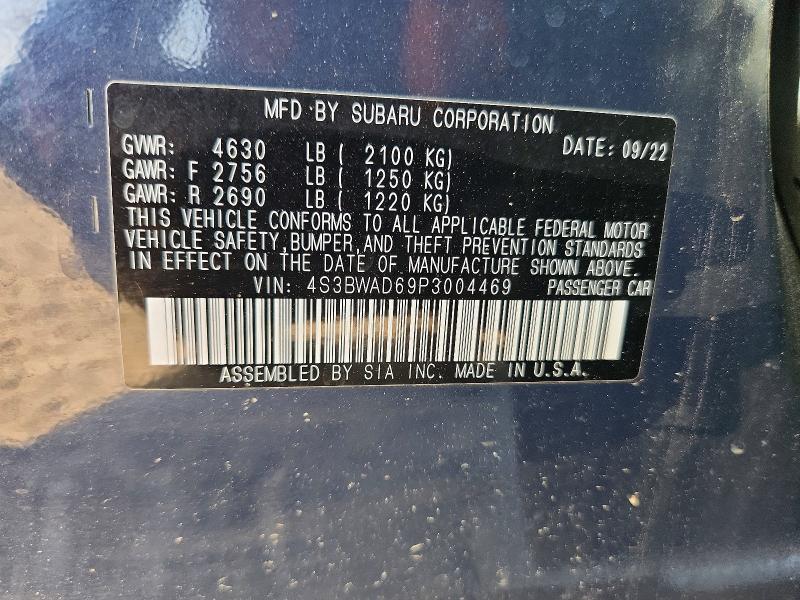 MFD BY SUBARU CORPORATION
GVWR: 4630 LB ( 2100 KG) DATE: 09/22
GAWR: F 2756 LB ( 1250 KG)
GAWR: R 2690 LB ( 1220 KG)
THIS VEHICLE CONFORMS TO ALL APPLICABLE FEDERAL MOTOR
VEHICLE SAFETY, BUMPER, AND THEFT PREVENTION STANDARDS
IN EFFECT ON THE DATE OF MANUFACTURE SHOWN ABOVE.
VIN: 4S3BWAD69P3004469 PASSENGER CAR
ASSEMBLED BY SIA INC. MADE IN U.S.A.